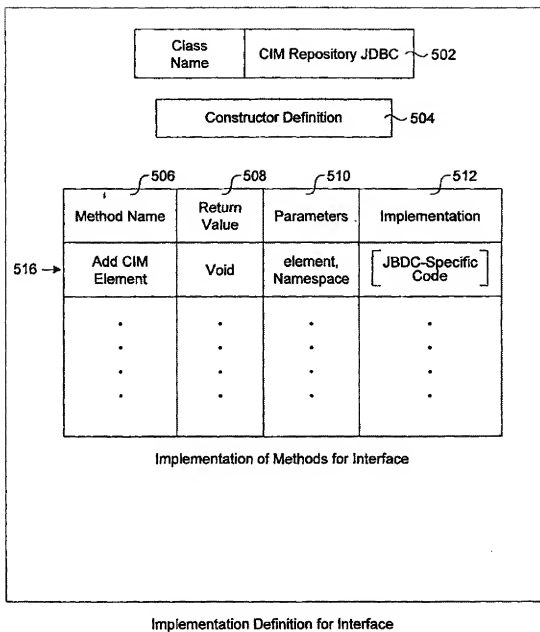 Class
Name
CIM Repository JDBC
502
Constructor Definition
504
506
508
510
512
Method Name
Return
Value
Parameters
Implementation
516
Add CIM
Element
Void
element,
Namespace
[JBDC-Specific
Code]
Implementation of Methods for Interface
Implementation Definition for Interface